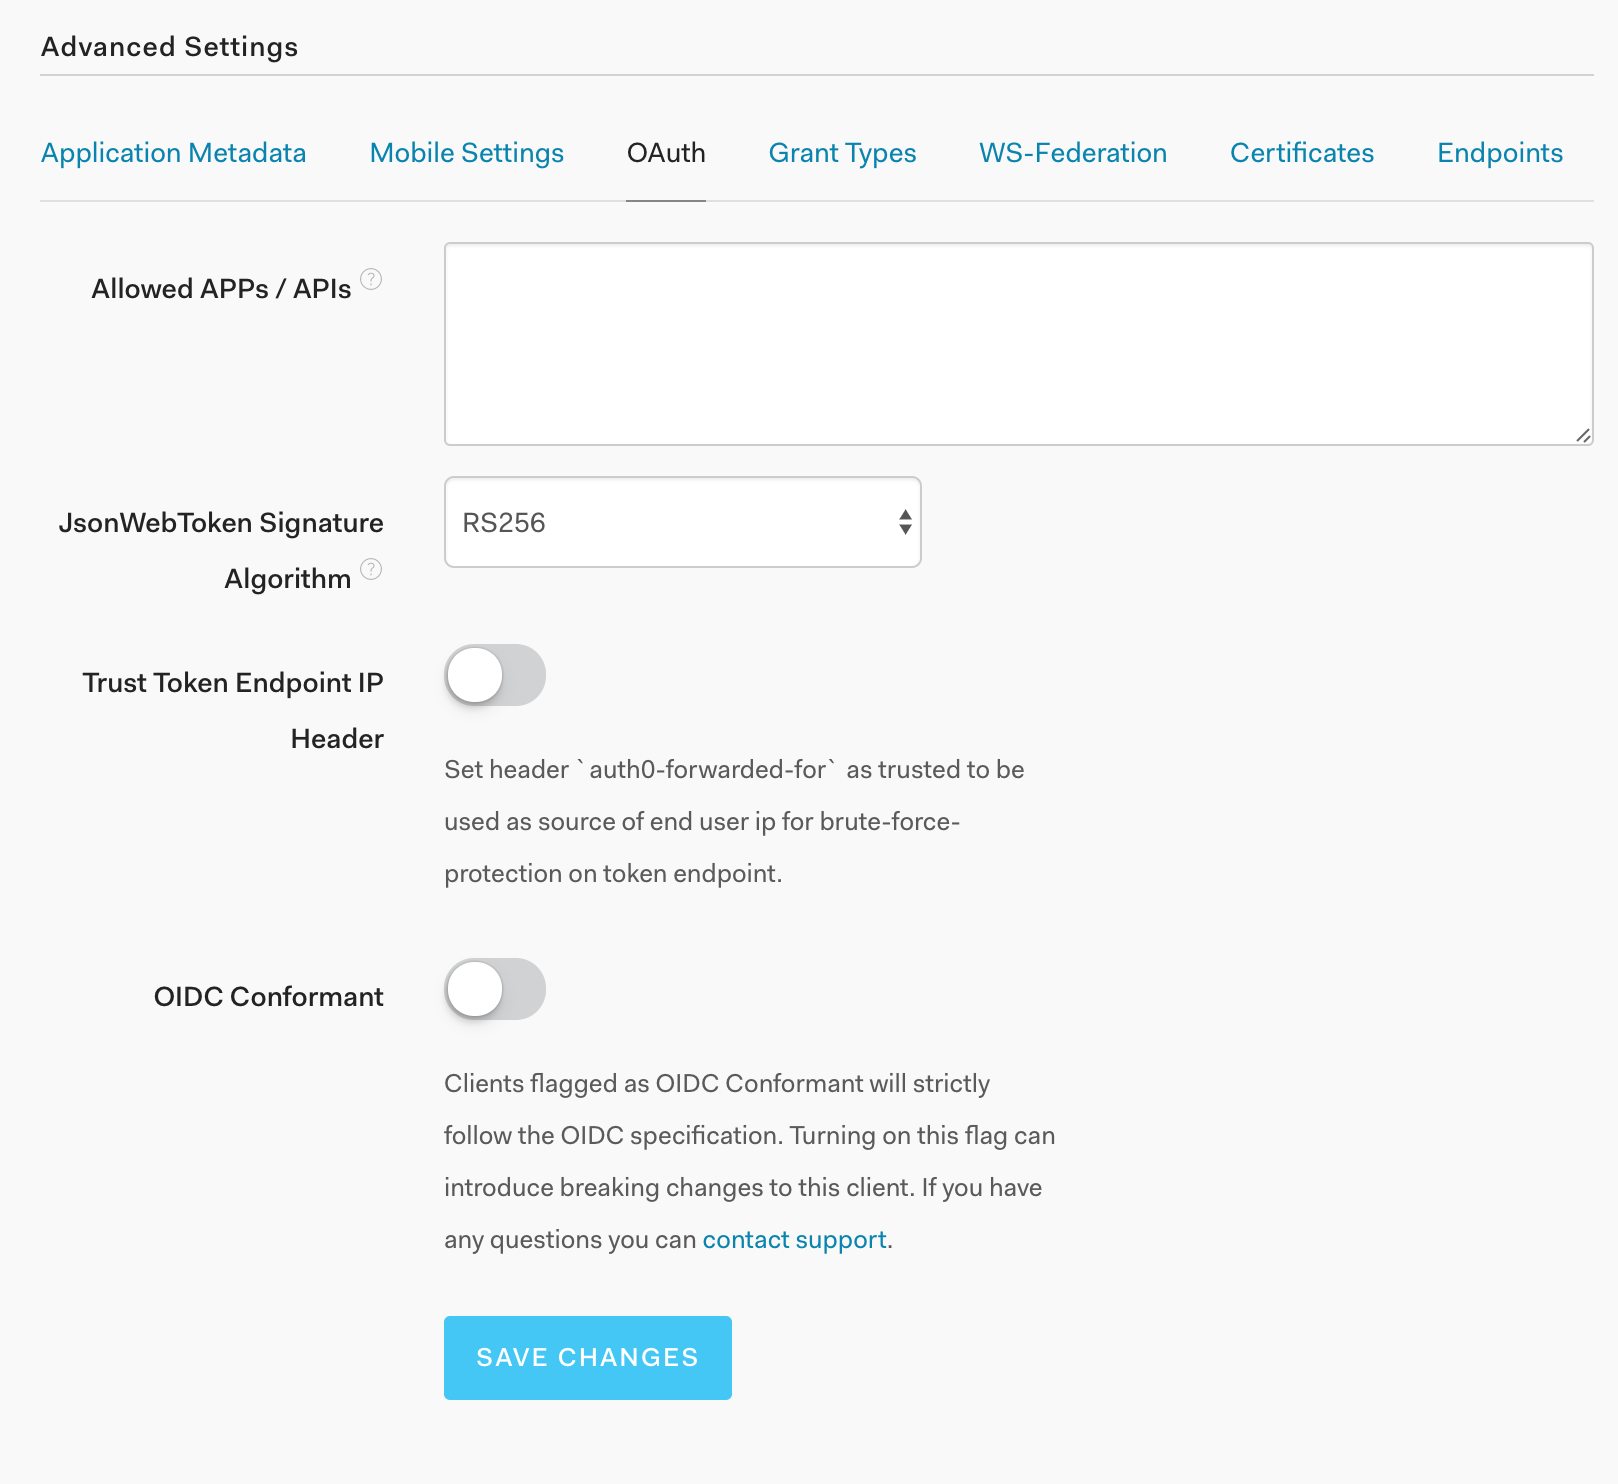 Advanced Settings
Application Metadata Mobile Settings OAuth Grant Types WS-Federation Certificates Endpoints
Allowed APPs / APIs ?
JsonWebToken Signature
Algorithm ?
RS256
Trust Token Endpoint IP
Header
Set header `auth0-forwarded-for` as trusted to be
used as source of end user ip for brute-force-
protection on token endpoint.
OIDC Conformant
Clients flagged as OIDC Conformant will strictly
follow the OIDC specification. Turning on this flag can
introduce breaking changes to this client. If you have
any questions you can contact support.
SAVE CHANGES